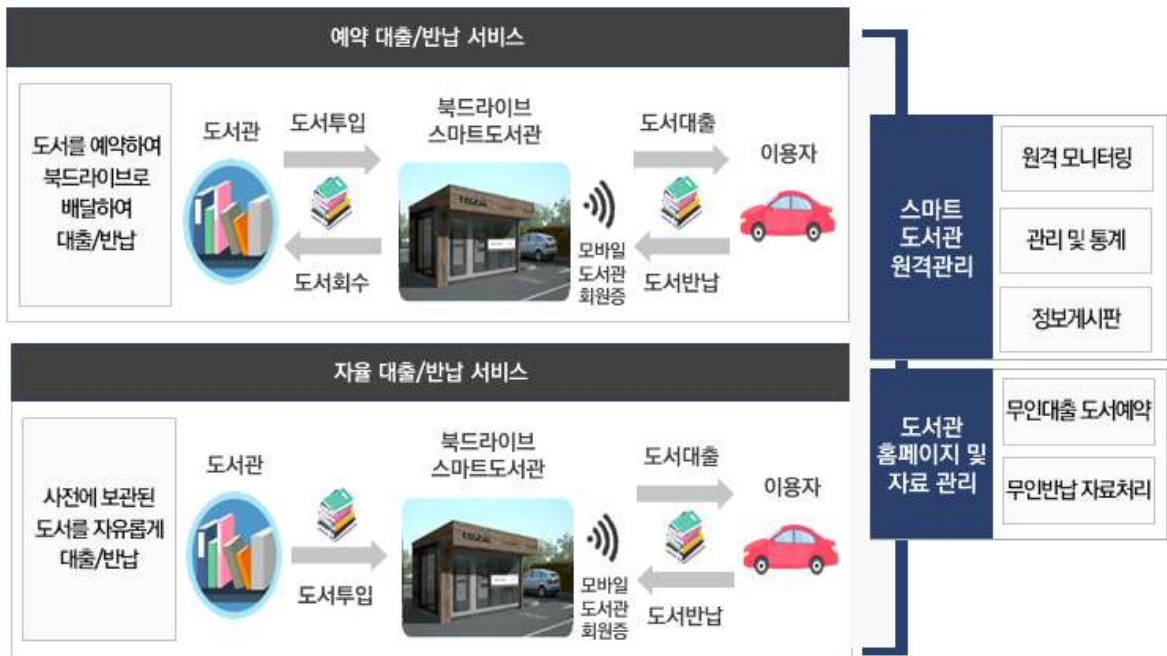 예약 대출/반납 서비스
도서를 예약하여
북드라이브로
배달하여
대출/반납
도서관
도서투입
도서회수
북드라이브
스마트도서관
모바일
도서관
회원증
도서대출
도서반납
이용자
자율 대출/반납 서비스
사전에 보관된
도서를 자유롭게
대출/반납
도서관
도서투입
북드라이브
스마트도서관
모바일
도서관
회원증
도서대출
도서반납
이용자
스마트
도서관
원격관리
원격 모니터링
관리 및 통계
정보게시판
도서관
홈페이지 및
자료 관리
무인대출 도서예약
무인반납 자료처리